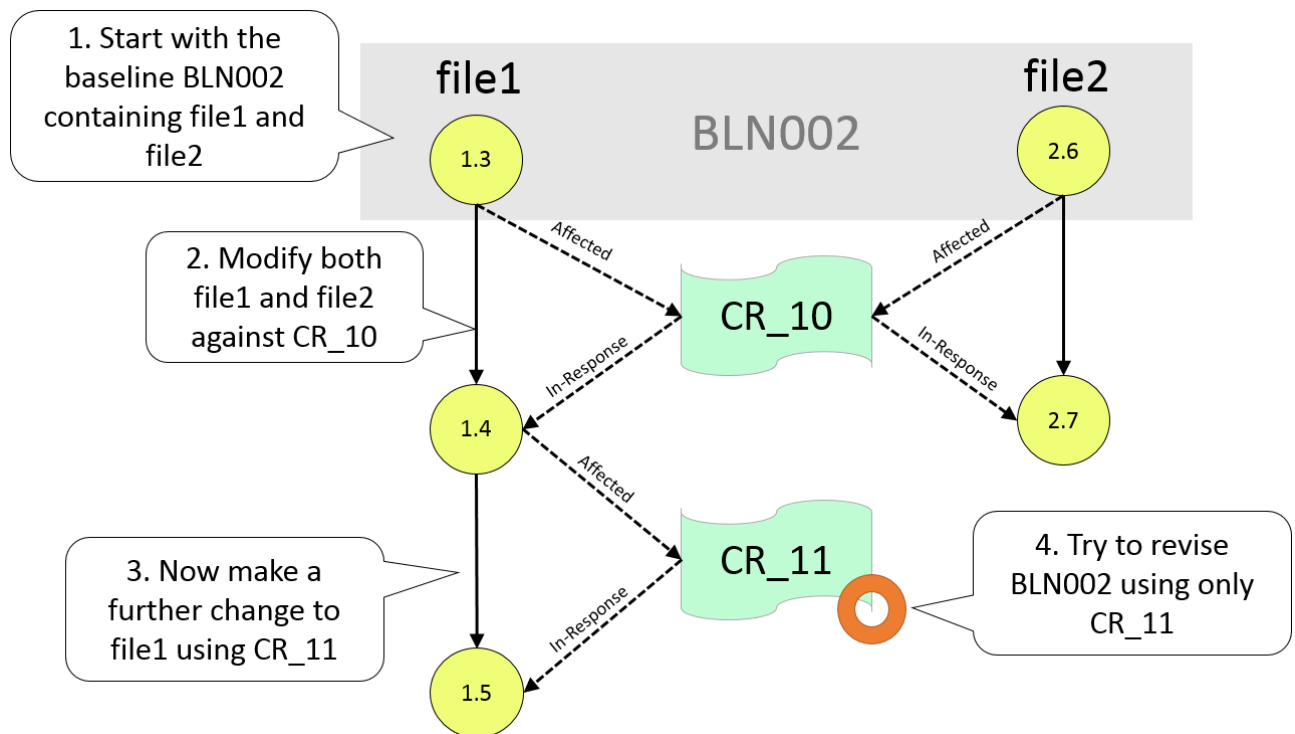 1. Start with the
baseline BLN002
containing file1 and
file2
file1
file2
BLN002
1.3
2.6
Affected
Affected
2. Modify both
file1 and file2
against CR_10
CR_10
In-Response
In-Response
1.4
2.7
Affected
3. Now make a
further change to
file1 using CR_11
CR_11
4. Try to revise
BLN002 using only
CR_11
In-Response
1.5